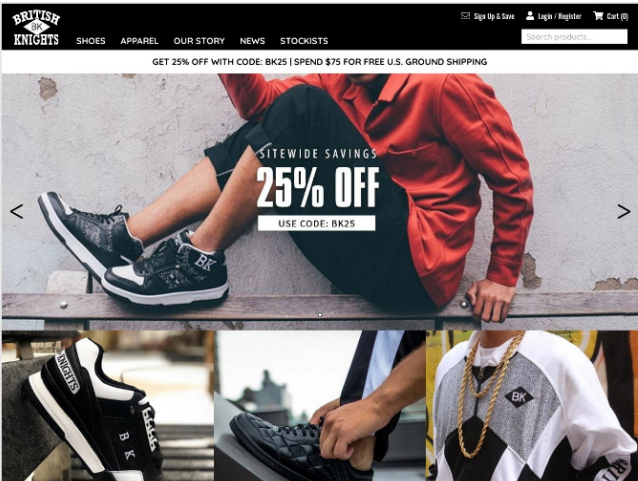 BRITISH
BK
KNIGHTS
Sign Up & Save
Login / Register
Cart (0)
SHOES
APPAREL
OUR STORY
NEWS
STOCKISTS
Search products...
GET 25% OFF WITH CODE: BK25 | SPEND $75 FOR FREE U.S. GROUND SHIPPING
SITEWIDE SAVINGS
25% OFF
USE CODE: BK25
BK
KNIGHTS
BK
BK